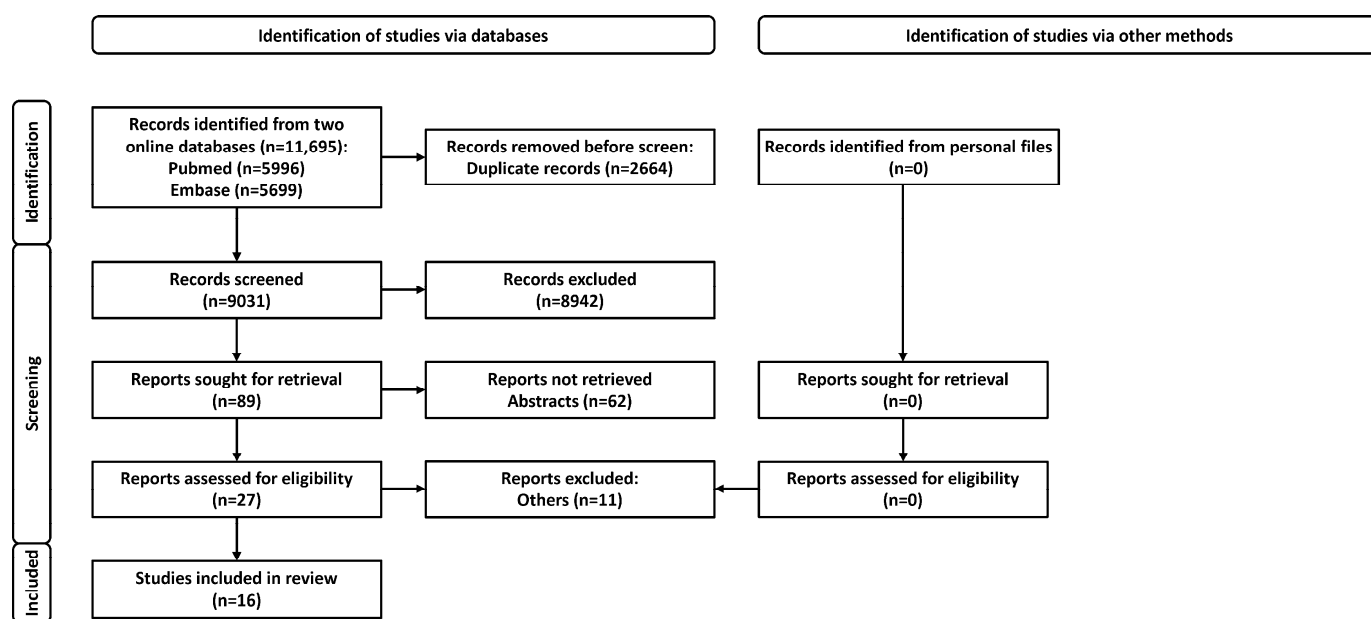 Identification of studies via databases
Identification of studies via other methods
Identification
Records identified from two
online databases (n=11,695):
Pubmed (n=5996)
Embase (n=5699)
Records removed before screen:
Duplicate records (n=2664)
Records identified from personal files
(n=0)
Screening
Records screened
(n=9031)
Records excluded
(n=8942)
Reports sought for retrieval
(n=89)
Reports not retrieved
Abstracts (n=62)
Reports sought for retrieval
(n=0)
Reports assessed for eligibility
(n=27)
Reports excluded:
Others (n=11)
Reports assessed for eligibility
(n=0)
Included
Studies included in review
(n=16)